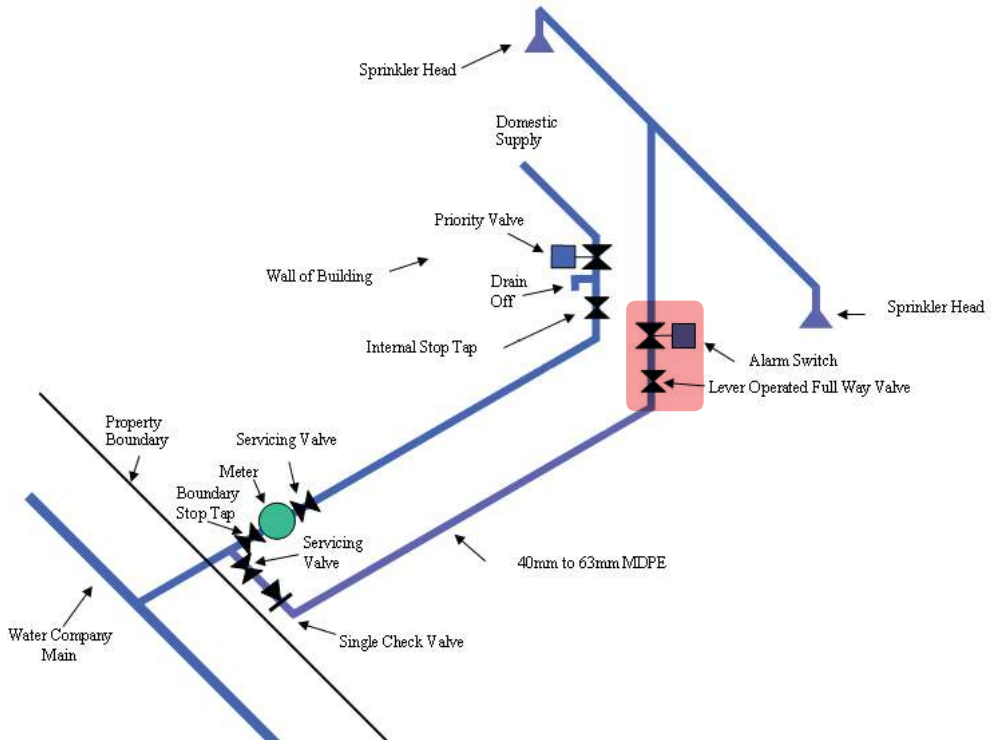 Sprinkler Head
Domestic
Supply
Priority Valve
Wall of Building
Drain
Off
Sprinkler Head
Internal Stop Tap
Alarm Switch
Lever Operated Full Way Valve
Property
Boundary
Servicing Valve
Meter
Boundary
Stop Tap
Servicing
Valve
40mm to 63mm MDPE
Water Company
Main
Single Check Valve